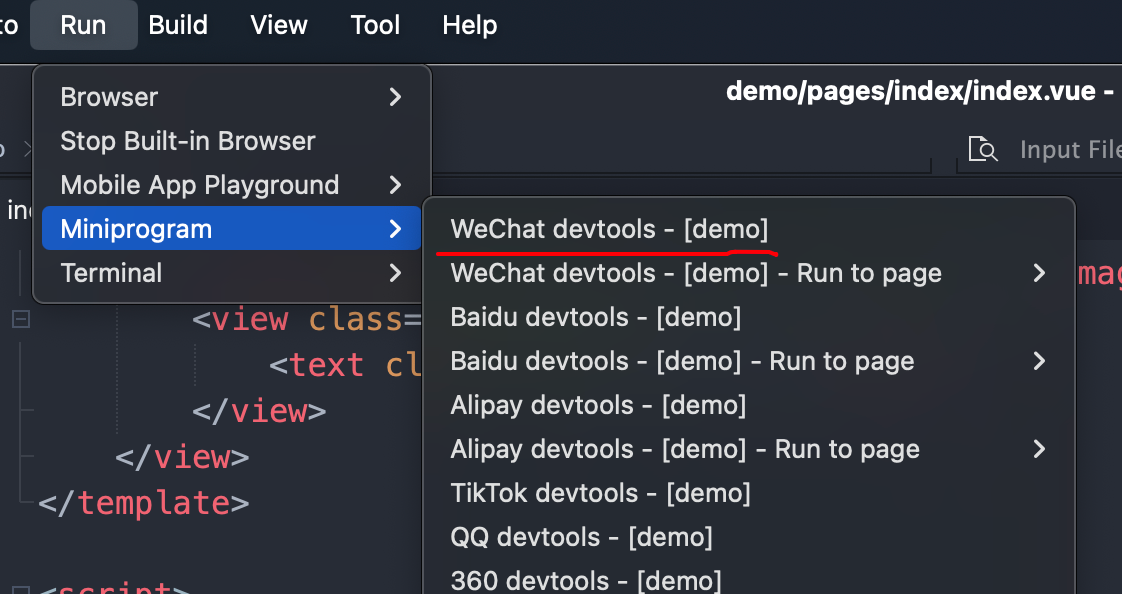 Run Build View Tool Help
demo/pages/index/index.vue -
Input File
Browser
Stop Built-in Browser
Mobile App Playground
Miniprogram
Terminal
WeChat devtools - [demo]
WeChat devtools - [demo] - Run to page
Baidu devtools - [demo]
Baidu devtools - [demo] - Run to page
Alipay devtools - [demo]
Alipay devtools - [demo] - Run to page
TikTok devtools - [demo]
QQ devtools - [demo]
360 devtools - [demo]
<view class=
<text cl
</view>
</view>
</template>
<script>